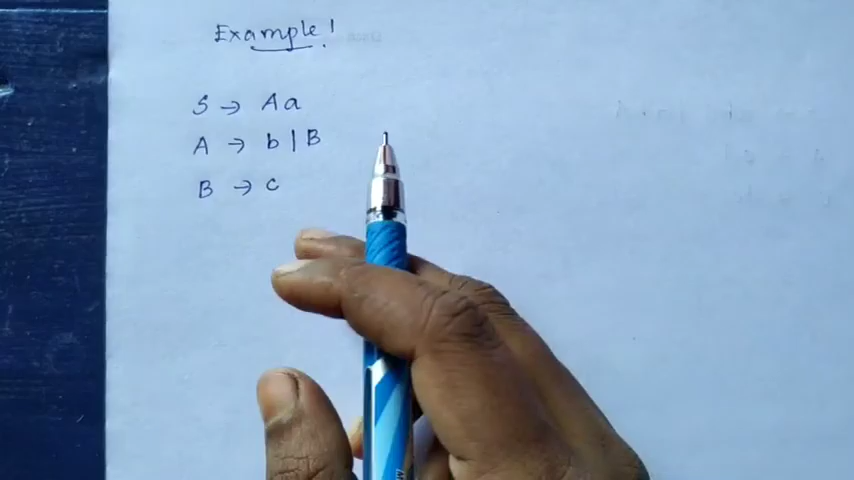 Example!
S → Aa
A → b | B
B → c